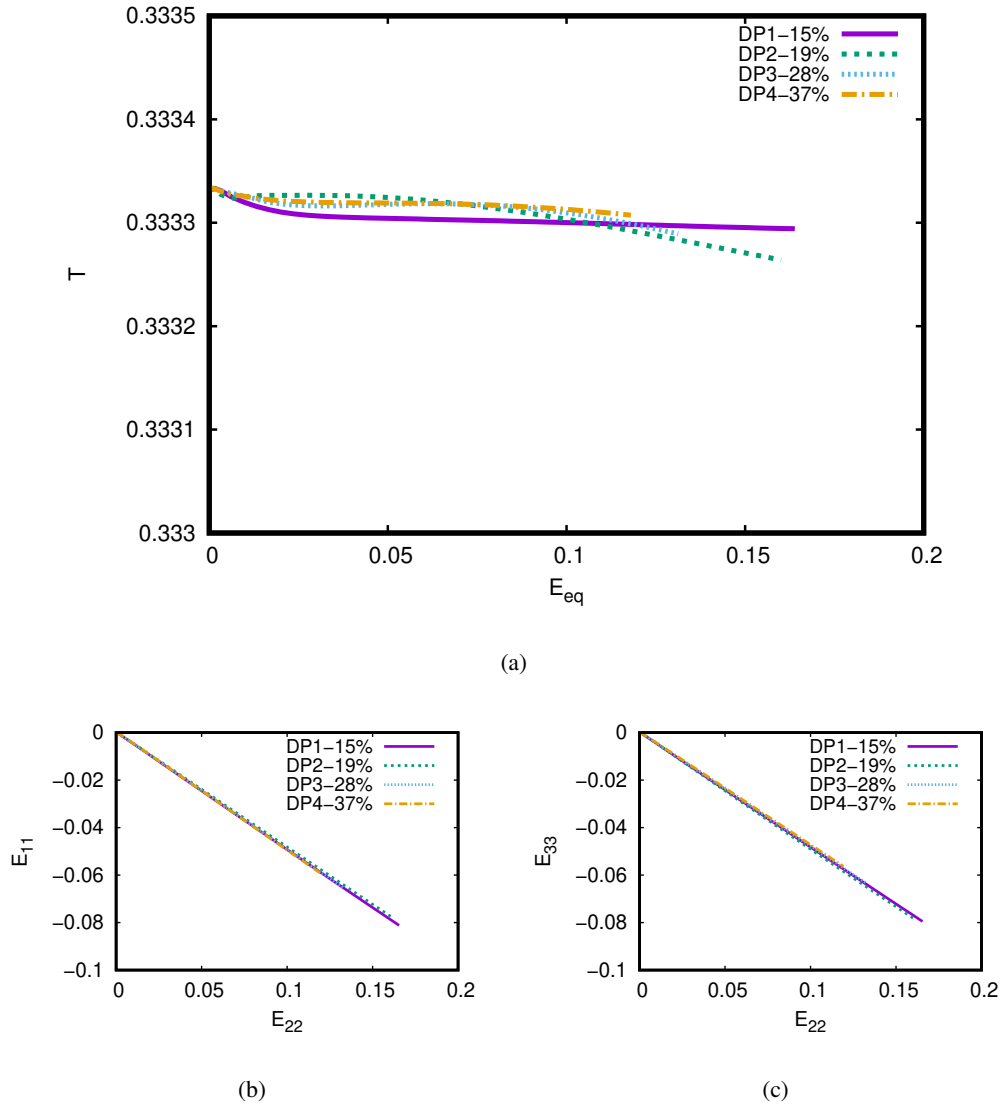 0.3335
0.3334
0.3333
0.3332
0.3331
0.333
T
DP1−15%
DP2−19%
DP3−28%
DP4−37%
0 0.05 0.1 0.15 0.2
E_eq
(a)
0
−0.02
−0.04
−0.06
−0.08
−0.1
E_11
DP1−15%
DP2−19%
DP3−28%
DP4−37%
0 0.05 0.1 0.15 0.2
E_22
(b)
0
−0.02
−0.04
−0.06
−0.08
−0.1
E_33
DP1−15%
DP2−19%
DP3−28%
DP4−37%
0 0.05 0.1 0.15 0.2
E_22
(c)